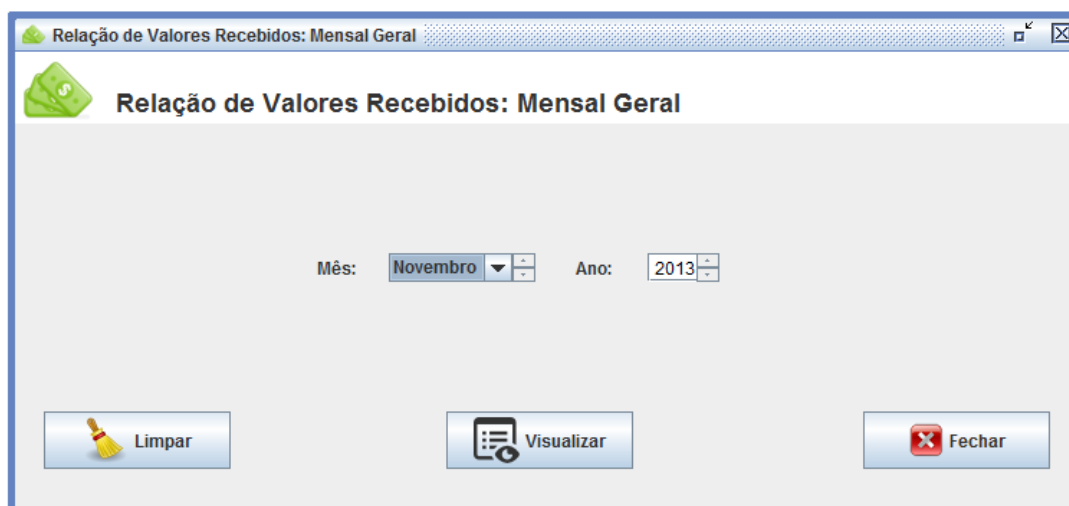 Relação de Valores Recebidos: Mensal Geral
Relação de Valores Recebidos: Mensal Geral
Mês: Novembro Ano: 2013
Limpar Visualizar Fechar